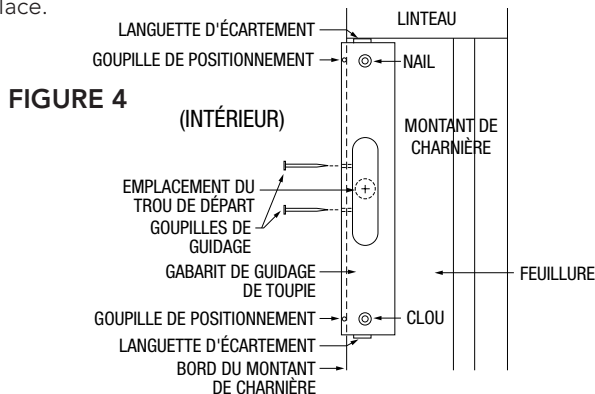 place.
LINTEAU
LANGUETTE D'ÉCARTEMENT
GOUPILLE DE POSITIONNEMENT
NAIL
FIGURE 4
(INTÉRIEUR)
MONTANT DE
CHARNIÈRE
EMPLACEMENT DU
TROU DE DÉPART
GOUPILLES DE
GUIDAGE
GABARIT DE GUIDAGE
DE TOUPIE
FEUILLURE
GOUPILLE DE POSITIONNEMENT
CLOU
LANGUETTE D'ÉCARTEMENT
BORD DU MONTANT
DE CHARNIÈRE